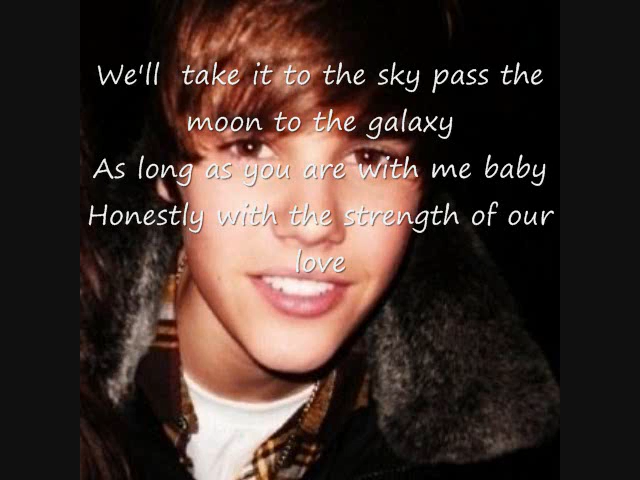 We'll  take it to the sky pass the
moon to the galaxy
As long as you are with me baby
Honestly with the strength of our
love